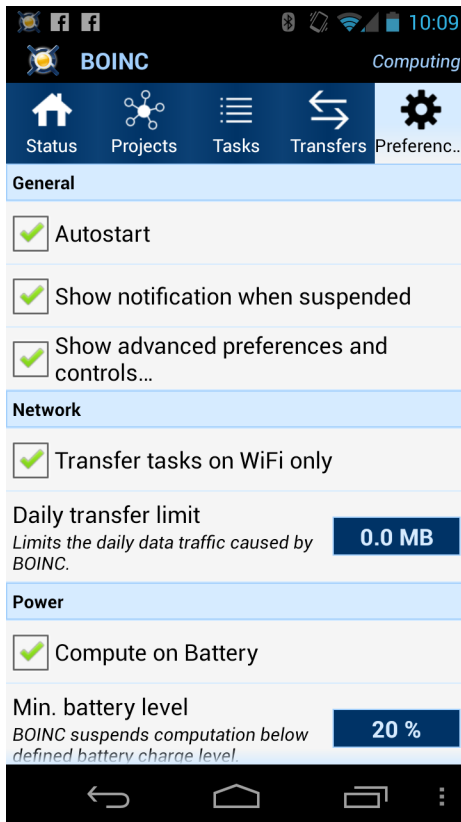 10:09
BOINC
Computing
Status
Projects
Tasks
Transfers
Preferenc..
General
Autostart
Show notification when suspended
Show advanced preferences and
controls...
Network
Transfer tasks on WiFi only
Daily transfer limit
Limits the daily data traffic caused by
BOINC.
0.0 MB
Power
Compute on Battery
Min. battery level
BOINC suspends computation below
defined battery charge level.
20 %